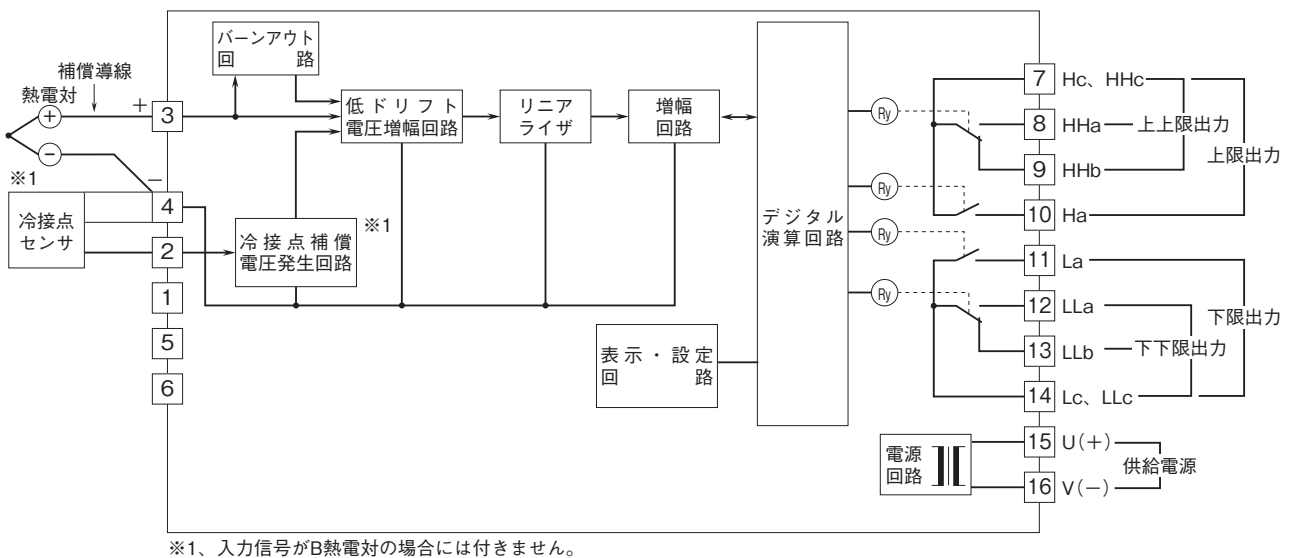 バーンアウト
回路
補償導線
熱電対
+
+
−
−
※1
冷接点
センサ
3
4
2
1
5
6
低ドリフト
電圧増幅回路
リニア
ライザ
増幅
回路
冷接点補償
電圧発生回路
※1
表示・設定
回路
デジタル
演算回路
Ry
Ry
Ry
Ry
7 Hc、HHc
8 HHa 上上限出力
9 HHb
上限出力
10 Ha
11 La
12 LLa
下限出力
13 LLb 下下限出力
14 Lc、LLc
電源
回路
15 U(+)
供給電源
16 V(−)
※1、入力信号がB熱電対の場合には付きません。